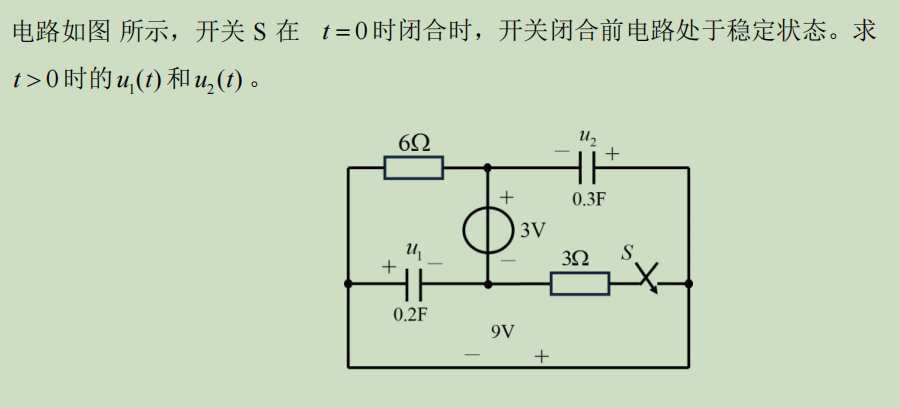 电路如图 所示，开关 S 在 t = 0 时闭合时，开关闭合前电路处于稳定状态。求
t > 0 时的 u₁(t) 和 u₂(t) 。
6Ω
u₂
− +
0.3F
+
3V
−
u₁
+ −
0.2F
3Ω
S
9V
− +